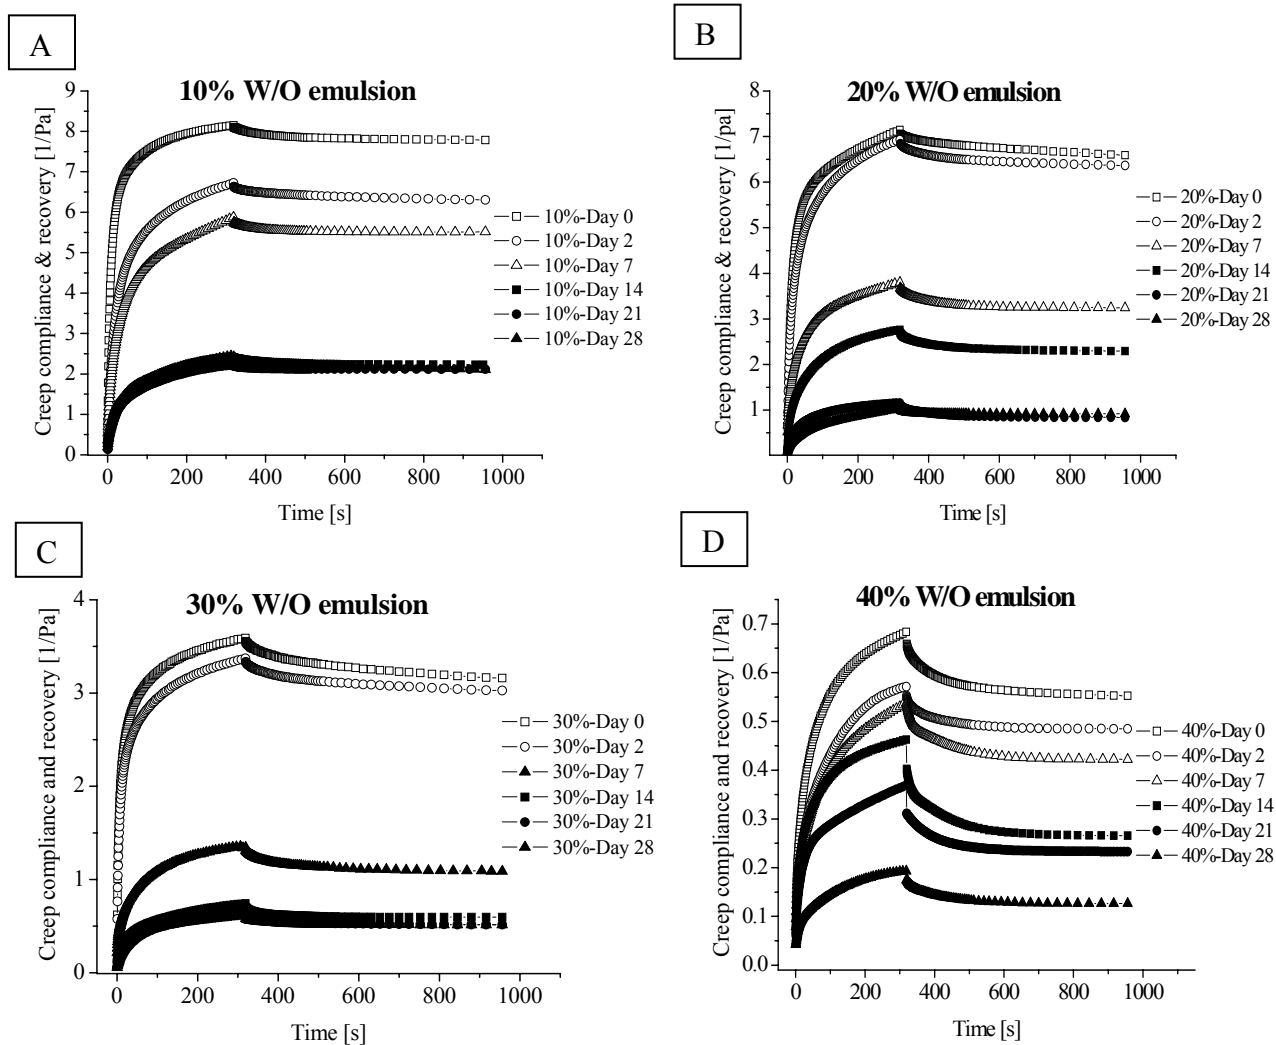 A
10% W/O emulsion
Creep compliance & recovery [1/Pa]
9
8
7
6
5
4
3
2
1
0
0 200 400 600 800 1000
Time [s]
10%-Day 0
10%-Day 2
10%-Day 7
10%-Day 14
10%-Day 21
10%-Day 28
B
20% W/O emulsion
Creep compliance & recovery [1/pa]
8
7
6
5
4
3
2
1
0 200 400 600 800 1000
Time [s]
20%-Day 0
20%-Day 2
20%-Day 7
20%-Day 14
20%-Day 21
20%-Day 28
C
30% W/O emulsion
Creep compliance and recovery [1/Pa]
4
3
2
1
0
0 200 400 600 800 1000
Time [s]
30%-Day 0
30%-Day 2
30%-Day 7
30%-Day 14
30%-Day 21
30%-Day 28
D
40% W/O emulsion
Creep compliance and recovery [1/Pa]
0.7
0.6
0.5
0.4
0.3
0.2
0.1
0.0
0 200 400 600 800 1000
Time [s]
40%-Day 0
40%-Day 2
40%-Day 7
40%-Day 14
40%-Day 21
40%-Day 28